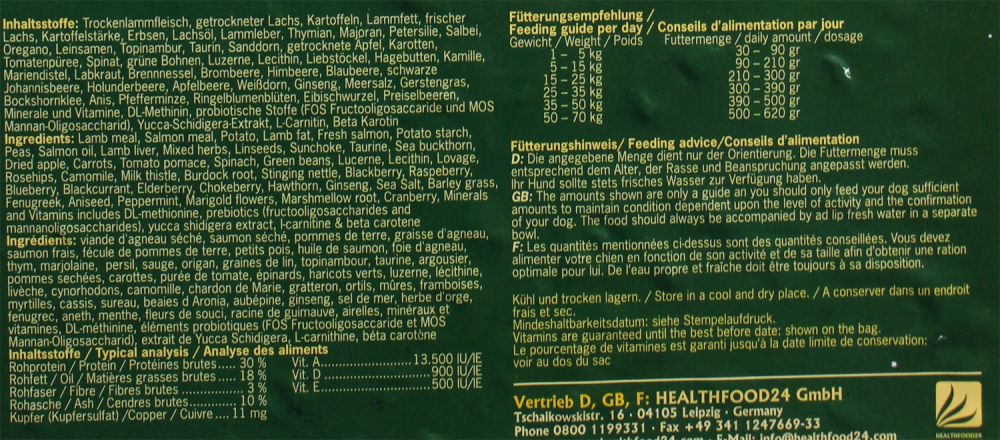 Inhaltsstoffe: Trockenlammfleisch, getrockneter Lachs, Kartoffeln, Lammfett, frischer
Lachs, Kartoffelstärke, Erbsen, Lachsöl, Lammleber, Thymian, Majoran, Petersilie, Salbei,
Oregano, Leinsamen, Topinambur, Taurin, Sanddorn, getrocknete Äpfel, Karotten,
Tomatenpüree, Spinat, grüne Bohnen, Luzerne, Lecithin, Liebstöckel, Hagebutten, Kamille,
Mariendistel, Labkraut, Brennnessel, Brombeere, Himbeere, Blaubeere, schwarze
Johannisbeere, Holunderbeere, Apfelbeere, Weißdorn, Ginseng, Meersalz, Gerstengras,
Bockshornklee, Anis, Pfefferminze, Ringelblumenblüten, Eibischwurzel, Preiselbeeren,
Minerale und Vitamine, DL-Methinin, probiotische Stoffe (FOS Fructooligosaccaride und MOS
Mannan-Oligosaccharid), Yucca-Schidigera-Extrakt, L-Carnitin, Beta Karotin
Ingredients: Lamb meal, Salmon meal, Potato, Lamb fat, Fresh salmon, Potato starch,
Peas, Salmon oil, Lamb liver, Mixed herbs, Linseeds, Sunchoke, Taurine, Sea buckthorn,
Dried apple, Carrots, Tomato pomace, Spinach, Green beans, Lucerne, Lecithin, Lovage,
Rosehips, Camomile, Milk thistle, Burdock root, Stinging nettle, Blackberry, Raspeberry,
Blueberry, Blackcurrant, Elderberry, Chokeberry, Hawthorn, Ginseng, Sea Salt, Barley grass,
Fenugreek, Aniseed, Peppermint, Marigold flowers, Marshmellow root, Cranberry, Minerals
and Vitamins includes DL-methionine, prebiotics (fructooligosaccarides and
mannanoligosaccarides), yucca shidigera extract, l-carnitine & beta carotene
Ingrédients: viande d'agneau séché, saumon séché, pommes de terre, graisse d'agneau,
saumon frais, fécule de pommes de terre, petits pois, huile de saumon, foie d'agneau,
thym, marjolaine, persil, sauge, origan, graines de lin, topinambour, taurine, argousier,
pommes sechées, carottes, purée de tomate, épinards, haricots verts, luzerne, lécithine,
livèche, cynorhodons, camomille, chardon de Marie, gratteron, ortils, mûres, framboises,
myrtilles, cassis, sureau, beaies d Aronia, aubépine, ginseng, sel de mer, herbe d'orge,
fenugrec, aneth, menthe, fleurs de souci, racine de guimauve, airelles, minéraux et
vitamines, DL-méthinine, éléments probiotiques (FOS Fructooligosaccaride et MOS
Mannan-Oligosaccharid), extrait de Yucca Schidigera, L-carnithine, béta carotène
Inhaltsstoffe / Typical analysis / Analyse des aliments
Rohprotein / Protein / Protéines brutes..... 30 %
Rohfett / Oil / Matières grasses brutes ..... 18 %
Rohfaser / Fibre / Fibres brutes ................. 3 %
Rohasche / Ash / Cendres brutes............ 10 %
Kupfer (Kupfersulfat) /Copper / Cuivre .... 11 mg
Vit. A......................... 13.500 IU/IE
Vit. D ......................... 900 IU/IE
Vit. E ......................... 500 IU/IE
Fütterungsempfehlung /
Feeding guide per day / Conseils d'alimentation par jour
Gewicht / Weight / Poids Futtermenge / daily amount / dosage
1 – 5 kg 30 – 90 gr
5 – 15 kg 90 – 210 gr
15 – 25 kg 210 – 300 gr
25 – 35 kg 300 – 390 gr
35 – 50 kg 390 – 500 gr
50 – 70 kg 500 – 620 gr
Fütterungshinweis/ Feeding advice/Conseils d'alimentation
D: Die angegebene Menge dient nur der Orientierung. Die Futtermenge muss
entsprechend dem Alter, der Rasse und Beanspruchung angepasst werden.
Ihr Hund sollte stets frisches Wasser zur Verfügung haben.
GB: The amounts shown are only a guide an you should only feed your dog sufficient
amounts to maintain condition dependent upon the level of activity and the confirmation
of your dog. The food should always be accompanied by ad lip fresh water in a separate
bowl.
F: Les quantités mentionnées ci-dessus sont des quantités conseillées. Vous devez
alimenter votre chien en fonction de son activité et de sa taille afin d'obtenir une ration
optimale pour lui. De l'eau propre et fraîche doit être toujours à sa disposition.
Kühl und trocken lagern. / Store in a cool and dry place. / A conserver dans un endroit
frais et sec.
Mindeshaltbarkeitsdatum: siehe Stempelaufdruck.
Vitamins are guaranteed until the best before date: shown on the bag.
Le pourcentage de vitamines est garanti jusqu'à la date limite de conservation:
voir au dos du sac
Vertrieb D, GB, F: HEALTHFOOD24 GmbH
Tschaikowskistr. 16 · 04105 Leipzig · Germany
Phone 0800 1199331 · Fax +49 341 1247669-33
healthfood24.com · E-Mail: info@healthfood24.com
HEALTHFOOD24